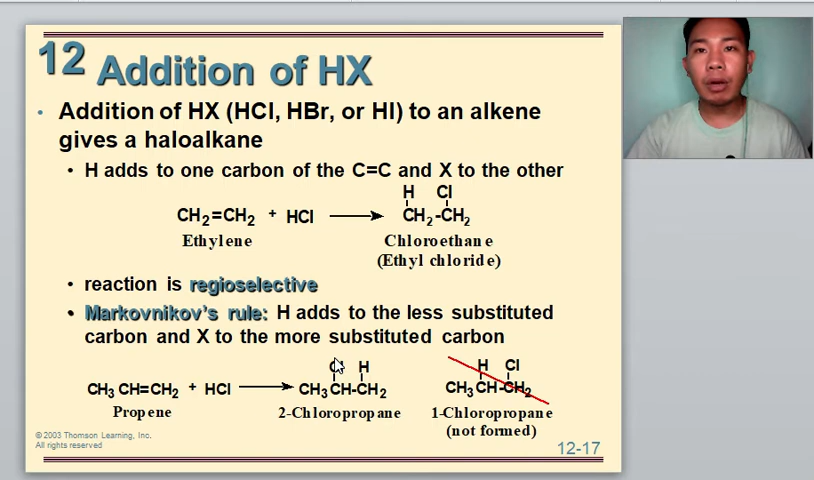 12 Addition of HX
• Addition of HX (HCl, HBr, or HI) to an alkene
gives a haloalkane
• H adds to one carbon of the C=C and X to the other
H Cl
CH2=CH2 + HCl CH2-CH2
Ethylene Chloroethane
(Ethyl chloride)
• reaction is regioselective
• Markovnikov's rule: H adds to the less substituted
carbon and X to the more substituted carbon
H H Cl
CH3 CH=CH2 + HCl CH3 CH-CH2 CH3 CH-CH2
Propene 2-Chloropropane 1-Chloropropane
(not formed)
© 2003 Thomson Learning, Inc.
All rights reserved
12-17